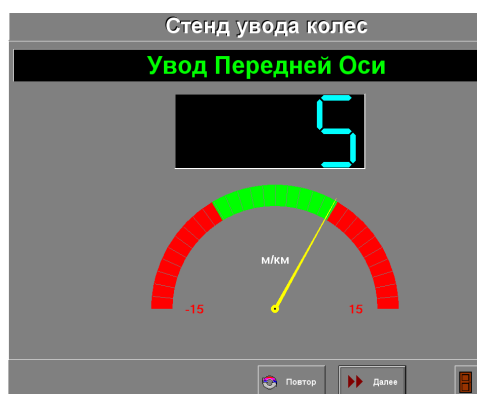 Стенд увода колес
Увод Передней Оси
5
м/км
-15 15
Повтор Далее